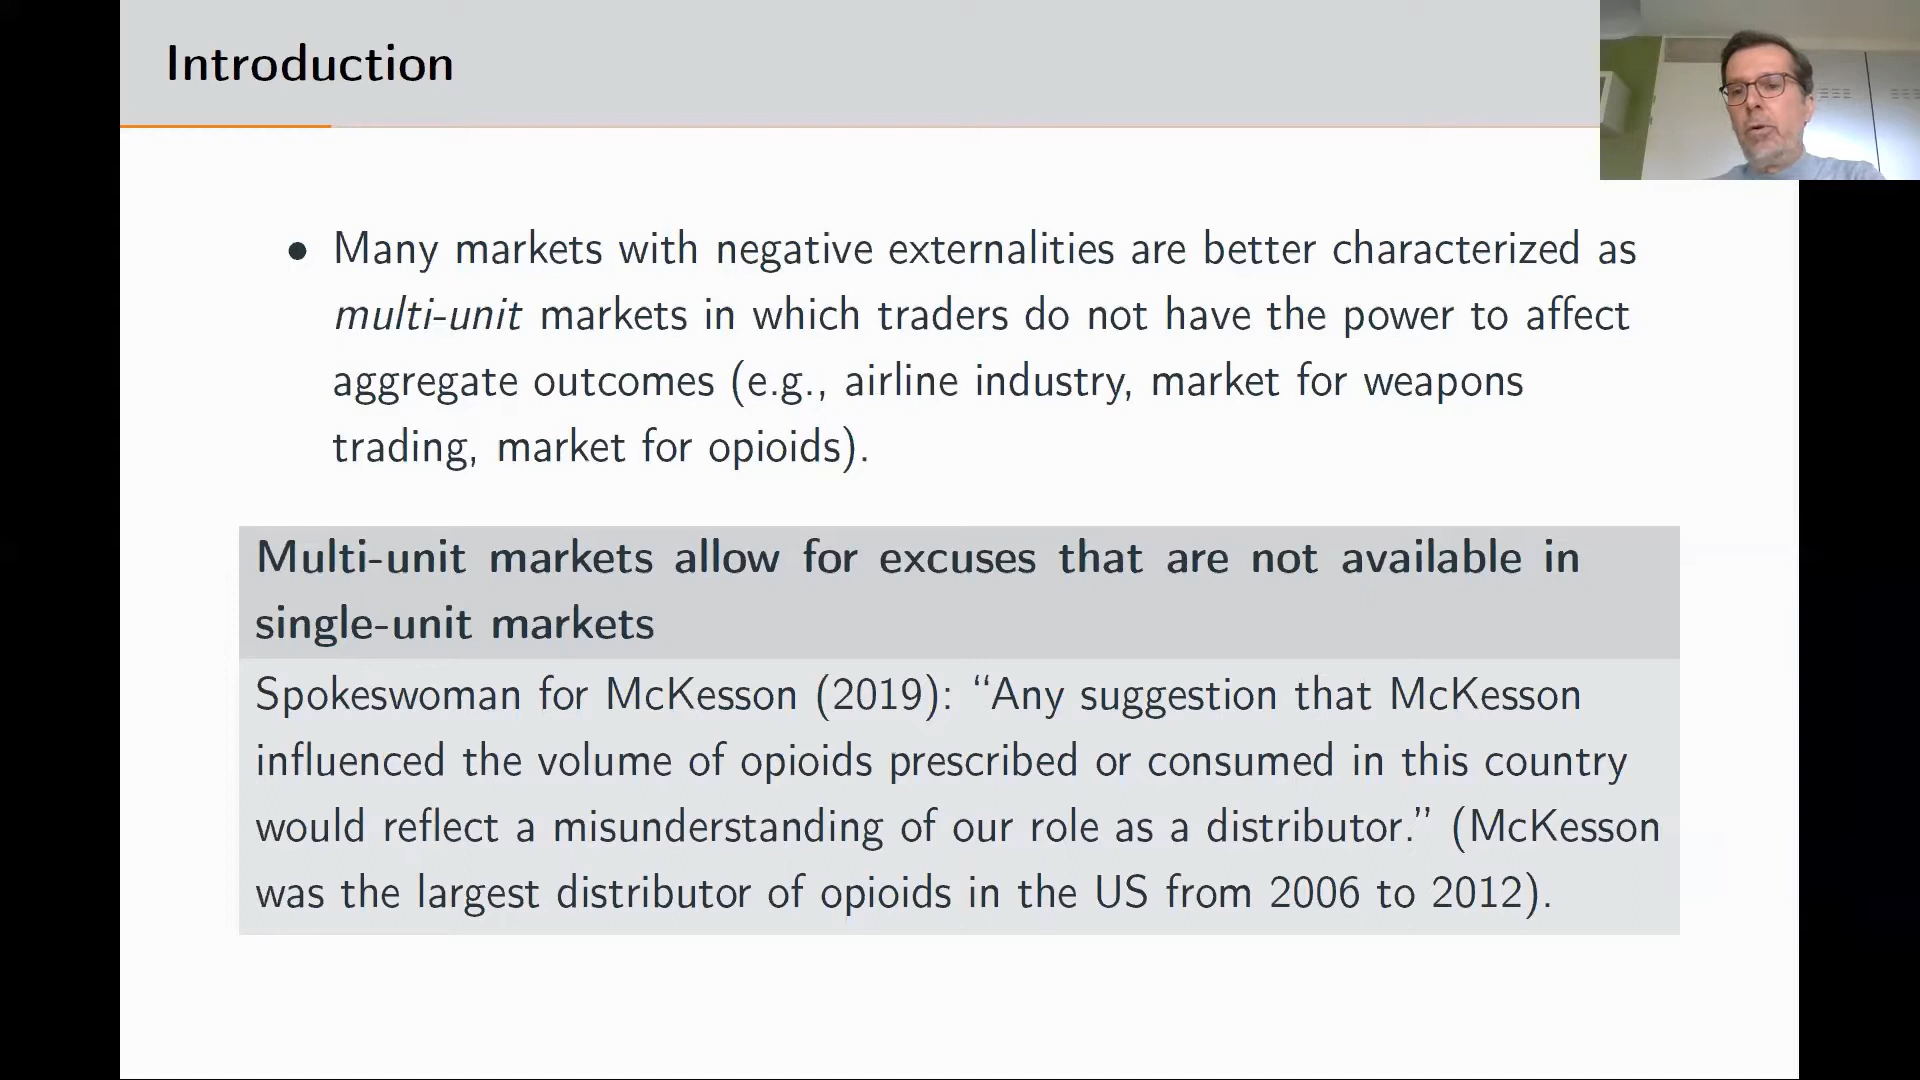 Introduction
• Many markets with negative externalities are better characterized as
multi-unit markets in which traders do not have the power to affect
aggregate outcomes (e.g., airline industry, market for weapons
trading, market for opioids).
Multi-unit markets allow for excuses that are not available in
single-unit markets
Spokeswoman for McKesson (2019): “Any suggestion that McKesson
influenced the volume of opioids prescribed or consumed in this country
would reflect a misunderstanding of our role as a distributor.” (McKesson
was the largest distributor of opioids in the US from 2006 to 2012).